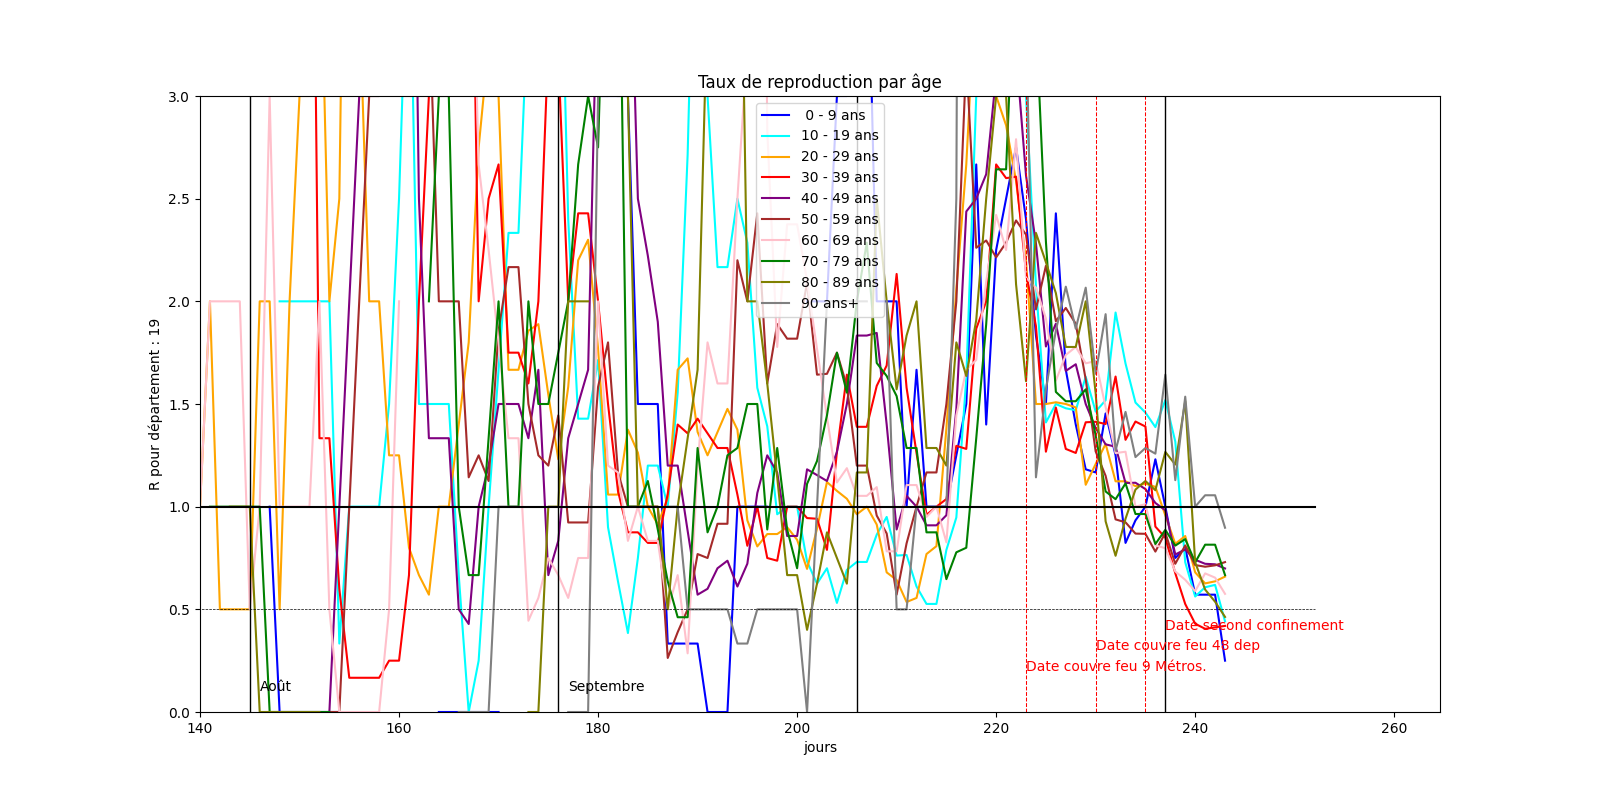 Taux de reproduction par âge
R pour département : 19
3.0
2.5
2.0
1.5
1.0
0.5
0.0
0 - 9 ans
10 - 19 ans
20 - 29 ans
30 - 39 ans
40 - 49 ans
50 - 59 ans
60 - 69 ans
70 - 79 ans
80 - 89 ans
90 ans+
Date second confinement
Date couvre feu 48 dep
Date couvre feu 9 Métros.
Août
Septembre
140
160
180
200
220
240
260
jours